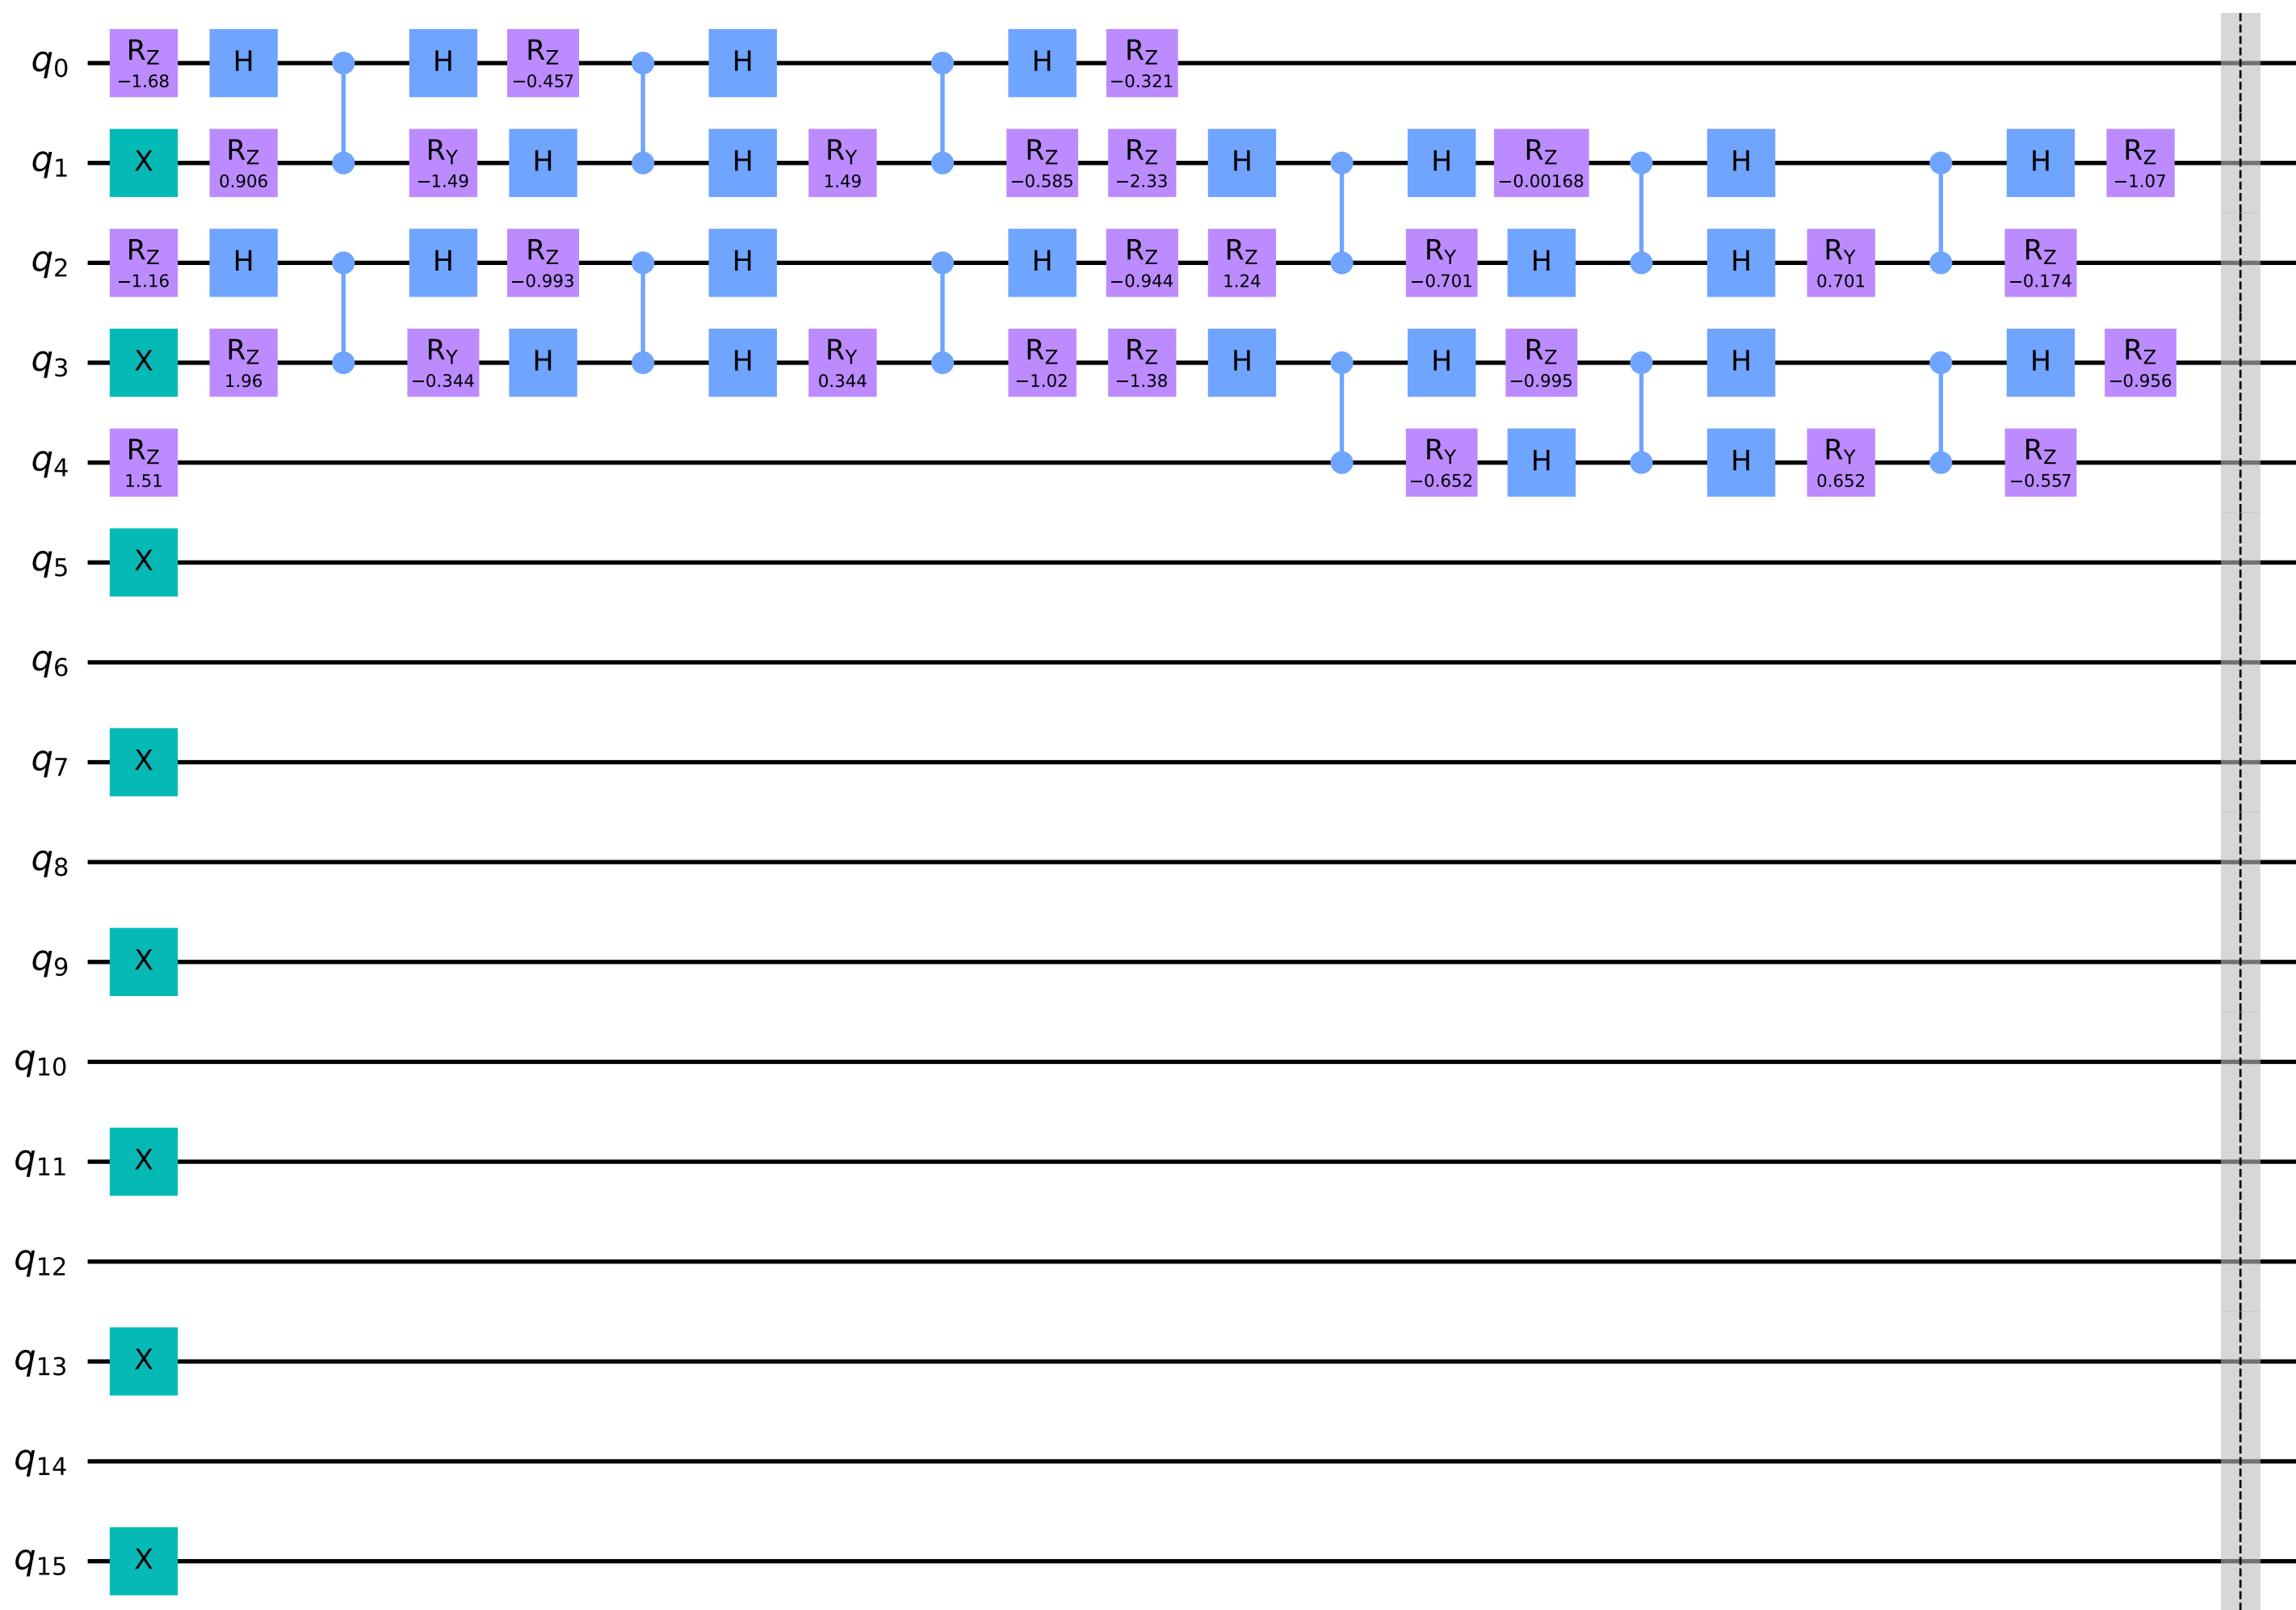 q0 RZ −1.68 H H RZ −0.457 H H RZ −0.321
q1 X RZ 0.906 RY −1.49 H H RY 1.49 RZ −0.585 RZ −2.33 H H RZ −0.00168 H H RZ −1.07
q2 RZ −1.16 H H RZ −0.993 H H RZ −0.944 RZ 1.24 RY −0.701 H H RY 0.701 RZ −0.174
q3 X RZ 1.96 RY −0.344 H H RY 0.344 RZ −1.02 RZ −1.38 H H RZ −0.995 H H RZ −0.956
q4 RZ 1.51 RY −0.652 H H RY 0.652 RZ −0.557
q5 X
q6
q7 X
q8
q9 X
q10
q11 X
q12
q13 X
q14
q15 X